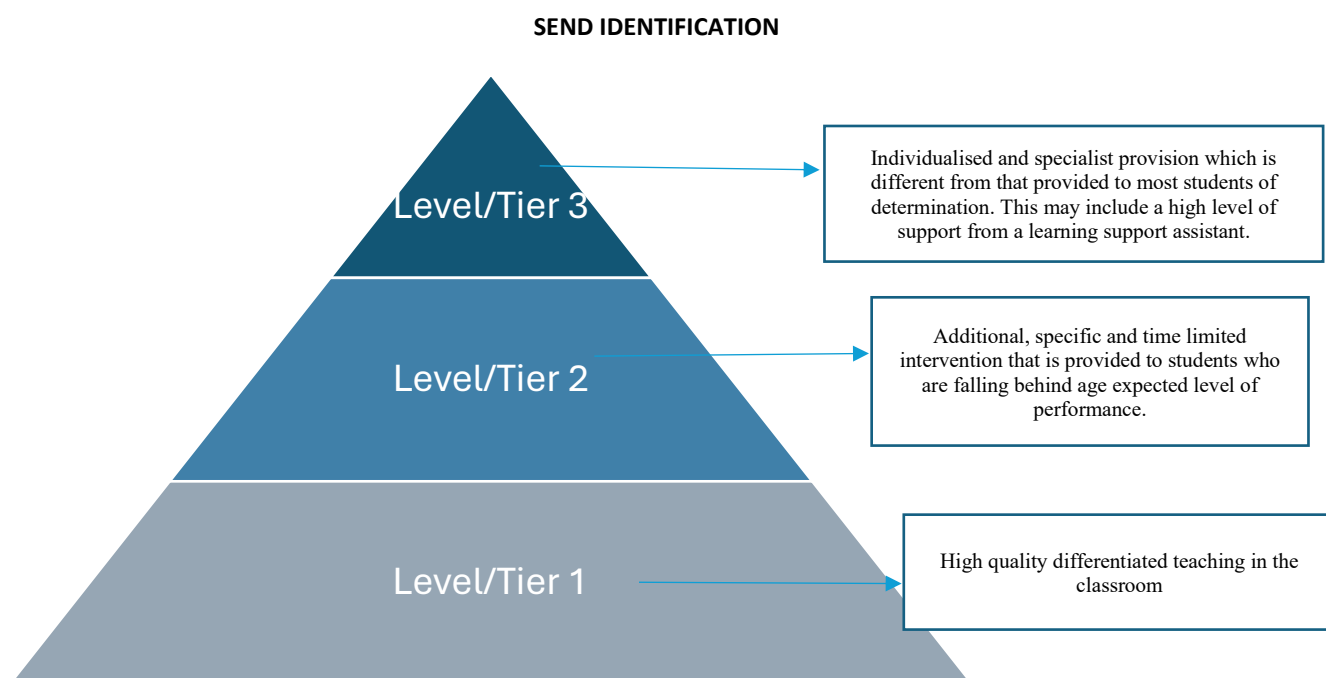 SEND IDENTIFICATION
Level/Tier 3
Individualised and specialist provision which is
different from that provided to most students of
determination. This may include a high level of
support from a learning support assistant.
Level/Tier 2
Additional, specific and time limited
intervention that is provided to students who
are falling behind age expected level of
performance.
Level/Tier 1
High quality differentiated teaching in the
classroom